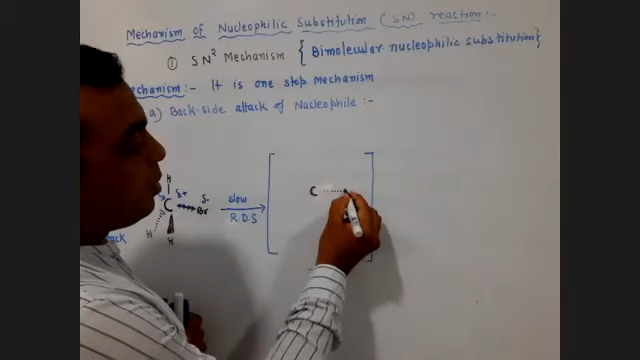 Mechanism of Nucleophilic Substitution (SN) reaction :-
① SN² Mechanism { Bimolecular nucleophilic substitution}
echanism :- It is one step Mechanism
a) Back-side attack of Nucleophile :-
H
δ+ δ-
C Br
H
H
slow
R.D.S
C